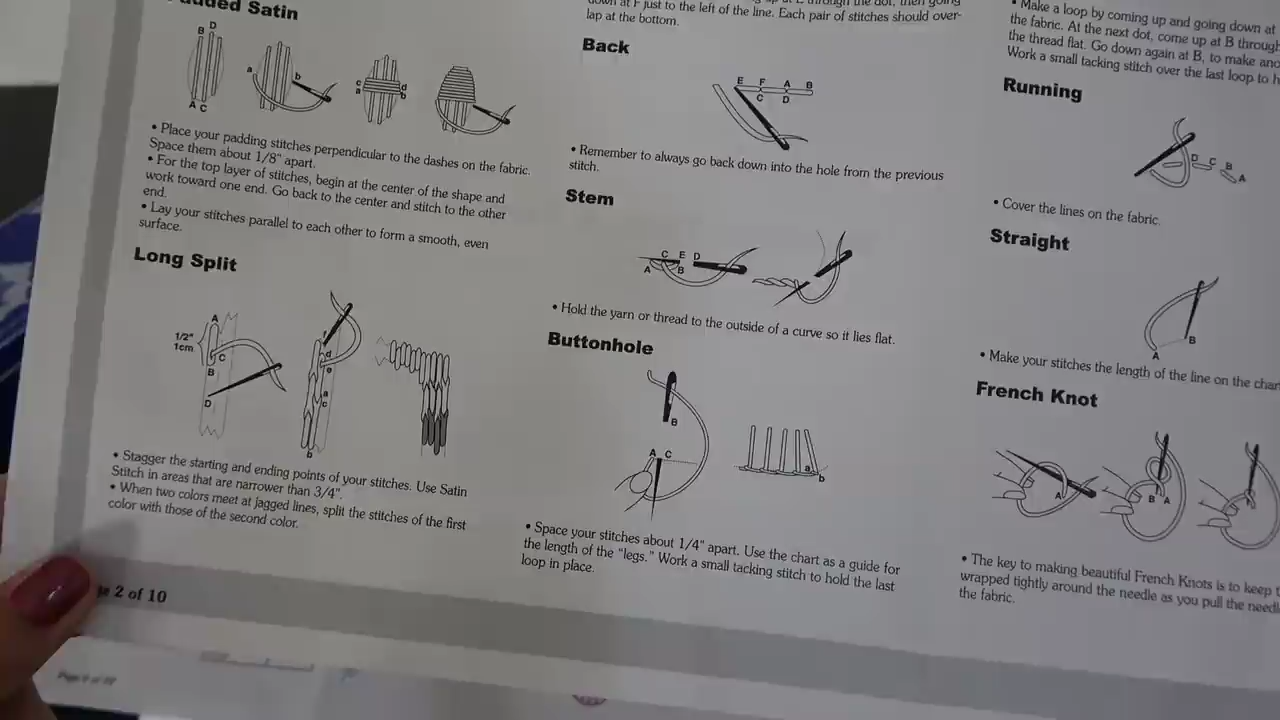 Satin
B D
A C
a
b
c
a
d
b
• Place your padding stitches perpendicular to the dashes on the fabric.
Space them about 1/8" apart.
• For the top layer of stitches, begin at the center of the shape and
work toward one end. Go back to the center and stitch to the other
end.
• Lay your stitches parallel to each other to form a smooth, even
surface.
Long Split
1/2"
1cm
A
C
B
D
f
d
e
a
c
b
• Stagger the starting and ending points of your stitches. Use Satin
Stitch in areas that are narrower than 3/4".
• When two colors meet at jagged lines, split the stitches of the first
color with those of the second color.
2 of 10
down at F just to the left of the line. Each pair of stitches should over-
lap at the bottom.
Back
E F A B
C D
• Remember to always go back down into the hole from the previous
stitch.
Stem
C E D
A B
• Hold the yarn or thread to the outside of a curve so it lies flat.
Buttonhole
B
A C
a
b
• Space your stitches about 1/4" apart. Use the chart as a guide for
the length of the "legs." Work a small tacking stitch to hold the last
loop in place.
• Make a loop by coming up and going down at
the fabric. At the next dot, come up at B
the thread flat. Go down again at B, to make
Work a small tacking stitch over the last loop to
Running
D C B
A
• Cover the lines on the fabric.
Straight
B
A
• Make your stitches the length of the line on the
French Knot
A
B A
• The key to making beautiful French Knots is to keep
wrapped tightly around the needle as you pull the
the fabric.